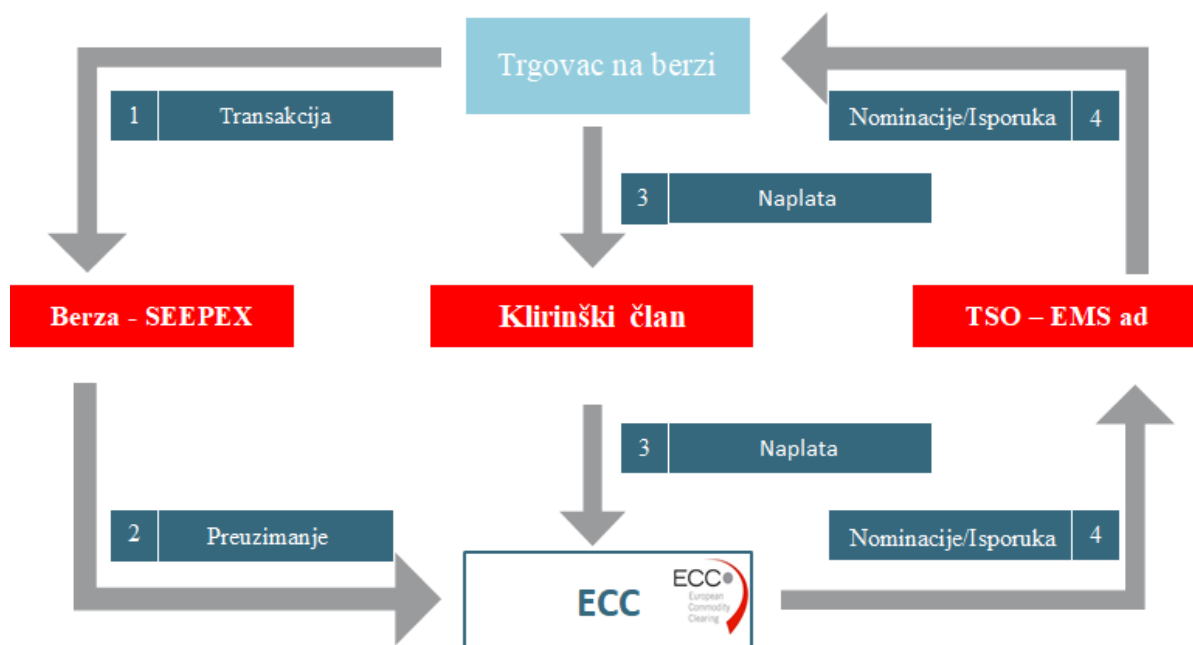 Trgovac na berzi
1 Transakcija
Nominacije/Isporuka 4
3 Naplata
Berza - SEEPEX
Klirinški član
TSO – EMS ad
3 Naplata
2 Preuzimanje
Nominacije/Isporuka 4
ECC
ECC
European
Commodity
Clearing